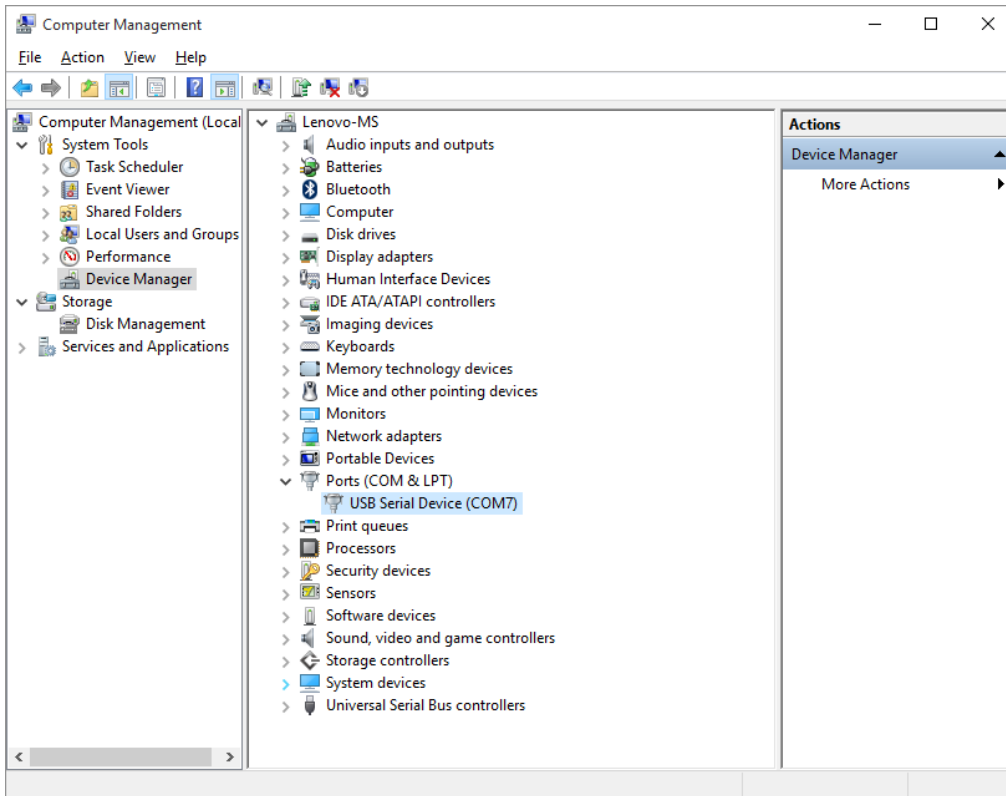 Computer Management
File Action View Help
Computer Management (Local
System Tools
Task Scheduler
Event Viewer
Shared Folders
Local Users and Groups
Performance
Device Manager
Storage
Disk Management
Services and Applications
Lenovo-MS
Audio inputs and outputs
Batteries
Bluetooth
Computer
Disk drives
Display adapters
Human Interface Devices
IDE ATA/ATAPI controllers
Imaging devices
Keyboards
Memory technology devices
Mice and other pointing devices
Monitors
Network adapters
Portable Devices
Ports (COM & LPT)
USB Serial Device (COM7)
Print queues
Processors
Security devices
Sensors
Software devices
Sound, video and game controllers
Storage controllers
System devices
Universal Serial Bus controllers
Actions
Device Manager
More Actions